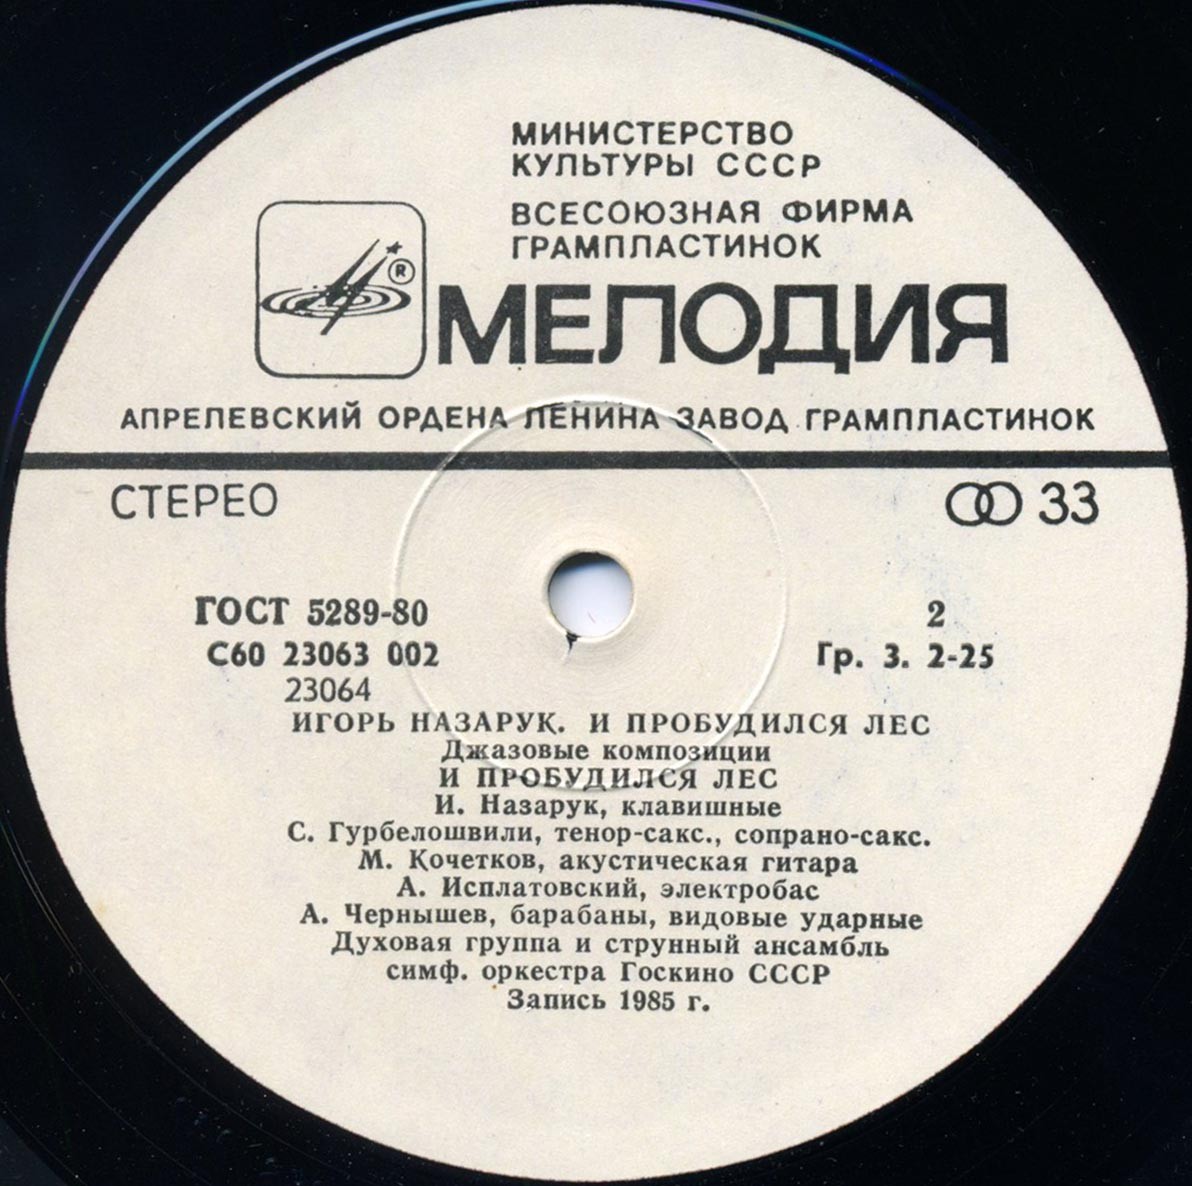 МИНИСТЕРСТВО
КУЛЬТУРЫ СССР
ВСЕСОЮЗНАЯ ФИРМА
ГРАМПЛАСТИНОК
®
МЕЛОДИЯ
АПРЕЛЕВСКИЙ ОРДЕНА ЛЕНИНА ЗАВОД ГРАМПЛАСТИНОК
СТЕРЕО
33
ГОСТ 5289-80
2
С60 23063 002
Гр. 3. 2-25
23064
ИГОРЬ НАЗАРУК. И ПРОБУДИЛСЯ ЛЕС
Джазовые композиции
И ПРОБУДИЛСЯ ЛЕС
И. Назарук, клавишные
С. Гурбелошвили, тенор-сакс., сопрано-сакс.
М. Кочетков, акустическая гитара
А. Исплатовский, электробас
А. Чернышев, барабаны, видовые ударные
Духовая группа и струнный ансамбль
симф. оркестра Госкино СССР
Запись 1985 г.